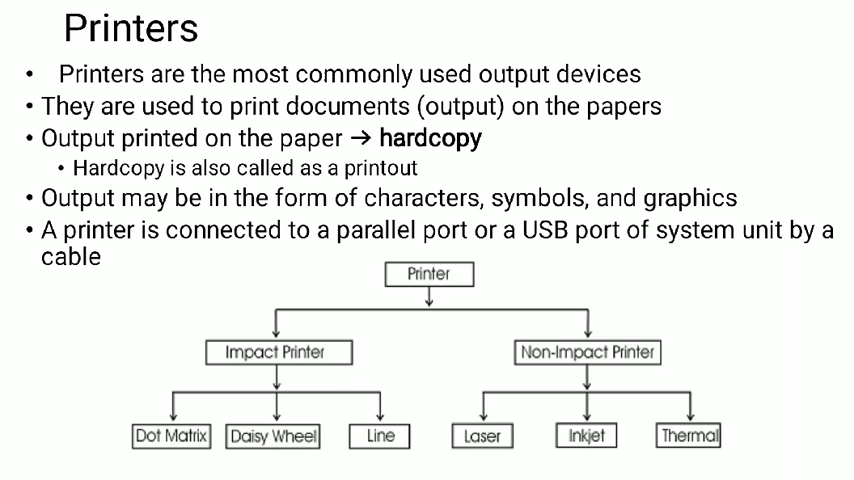 Printers
• Printers are the most commonly used output devices
• They are used to print documents (output) on the papers
• Output printed on the paper → hardcopy
• Hardcopy is also called as a printout
• Output may be in the form of characters, symbols, and graphics
• A printer is connected to a parallel port or a USB port of system unit by a
cable
Printer
Impact Printer
Non-Impact Printer
Dot Matrix
Daisy Wheel
Line
Laser
Inkjet
Thermal